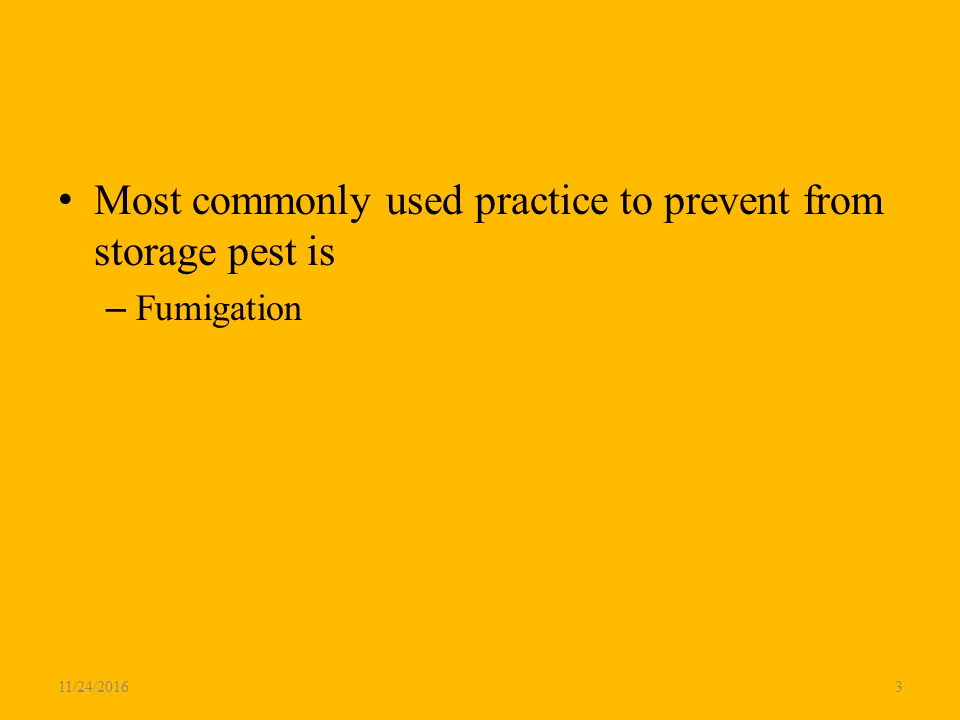 • Most commonly used practice to prevent from
storage pest is
– Fumigation
11/24/2016 3